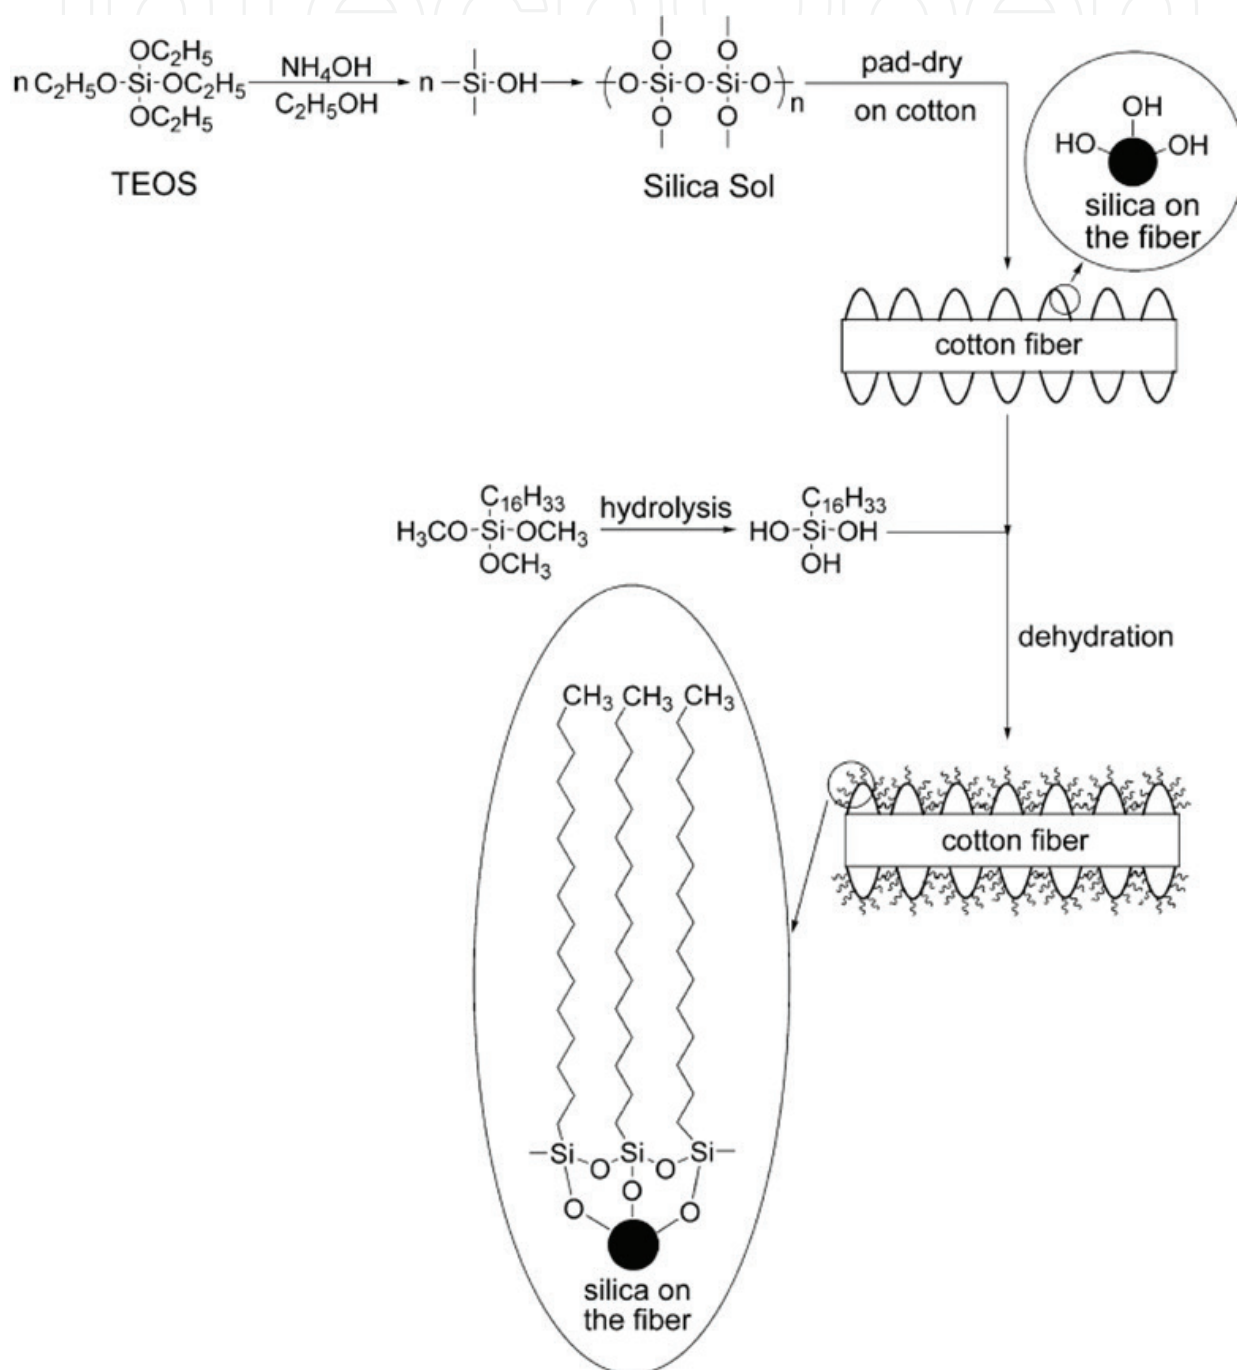 OC₂H₅
n C₂H₅O-Si-OC₂H₅
OC₂H₅
TEOS
NH₄OH
C₂H₅OH
n -Si-OH
(O-Si-O-Si-O)n
O O
O O
Silica Sol
pad-dry
on cotton
OH
HO OH
silica on
the fiber
cotton fiber
C₁₆H₃₃
H₃CO-Si-OCH₃
OCH₃
hydrolysis
C₁₆H₃₃
HO-Si-OH
OH
dehydration
cotton fiber
CH₃ CH₃ CH₃
Si O Si O Si
O O O
silica on
the fiber